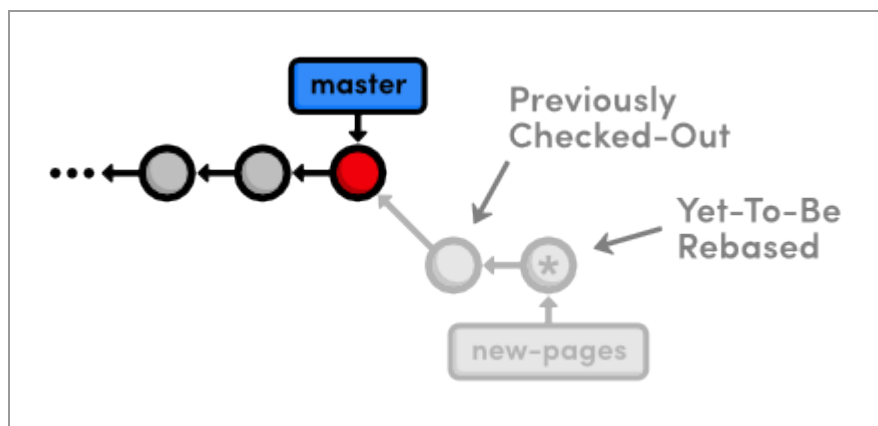 master
Previously
Checked-Out
Yet-To-Be
Rebased
*
new-pages